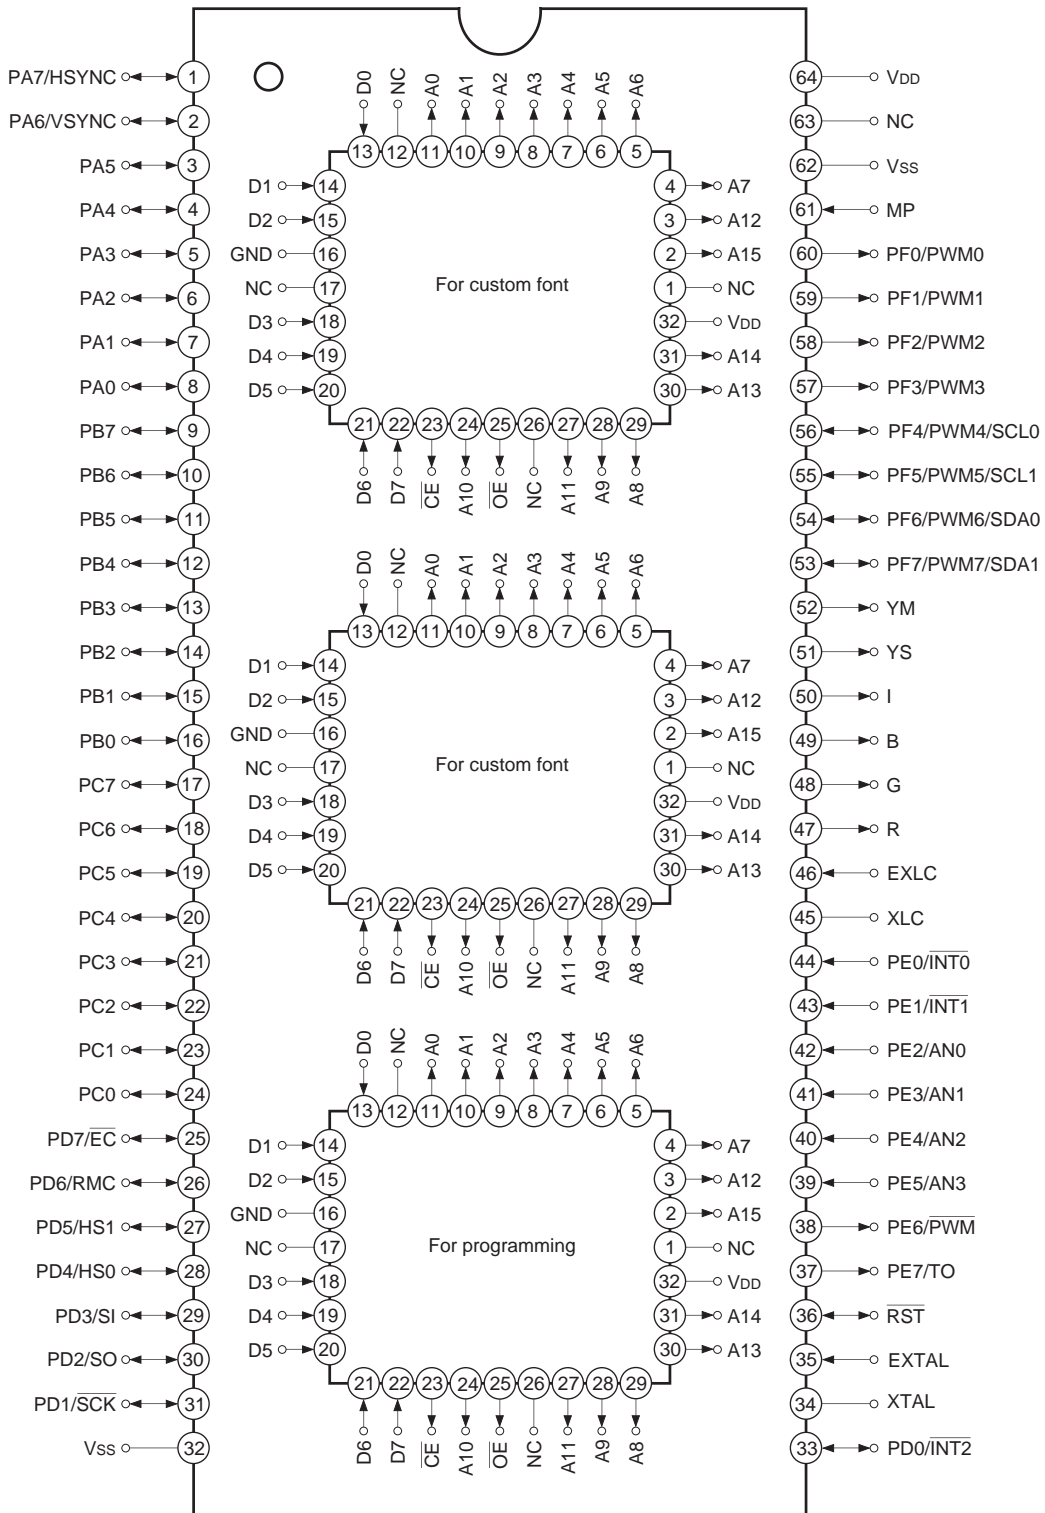 PA7/HSYNC 1
PA6/VSYNC 2
PA5 3
PA4 4
PA3 5
PA2 6
PA1 7
PA0 8
PB7 9
PB6 10
PB5 11
PB4 12
PB3 13
PB2 14
PB1 15
PB0 16
PC7 17
PC6 18
PC5 19
PC4 20
PC3 21
PC2 22
PC1 23
PC0 24
PD7/E̅C̅ 25
PD6/RMC 26
PD5/HS1 27
PD4/HS0 28
PD3/SI 29
PD2/SO 30
PD1/S̅C̅K̅ 31
Vss 32
D0 NC A0 A1 A2 A3 A4 A5 A6
13 12 11 10 9 8 7 6 5
D1 14 4 A7
D2 15 3 A12
GND 16 2 A15
For custom font
NC 17 1 NC
D3 18 32 VDD
D4 19 31 A14
D5 20 30 A13
21 22 23 24 25 26 27 28 29
D6 D7 C̅E̅ A10 O̅E̅ NC A11 A9 A8
D0 NC A0 A1 A2 A3 A4 A5 A6
13 12 11 10 9 8 7 6 5
D1 14 4 A7
D2 15 3 A12
GND 16 2 A15
For custom font
NC 17 1 NC
D3 18 32 VDD
D4 19 31 A14
D5 20 30 A13
21 22 23 24 25 26 27 28 29
D6 D7 C̅E̅ A10 O̅E̅ NC A11 A9 A8
D0 NC A0 A1 A2 A3 A4 A5 A6
13 12 11 10 9 8 7 6 5
D1 14 4 A7
D2 15 3 A12
GND 16 2 A15
For programming
NC 17 1 NC
D3 18 32 VDD
D4 19 31 A14
D5 20 30 A13
21 22 23 24 25 26 27 28 29
D6 D7 C̅E̅ A10 O̅E̅ NC A11 A9 A8
64 VDD
63 NC
62 Vss
61 MP
60 PF0/PWM0
59 PF1/PWM1
58 PF2/PWM2
57 PF3/PWM3
56 PF4/PWM4/SCL0
55 PF5/PWM5/SCL1
54 PF6/PWM6/SDA0
53 PF7/PWM7/SDA1
52 YM
51 YS
50 I
49 B
48 G
47 R
46 EXLC
45 XLC
44 PE0/I̅N̅T̅0̅
43 PE1/I̅N̅T̅1̅
42 PE2/AN0
41 PE3/AN1
40 PE4/AN2
39 PE5/AN3
38 PE6/P̅W̅M̅
37 PE7/TO
36 R̅S̅T̅
35 EXTAL
34 XTAL
33 PD0/I̅N̅T̅2̅